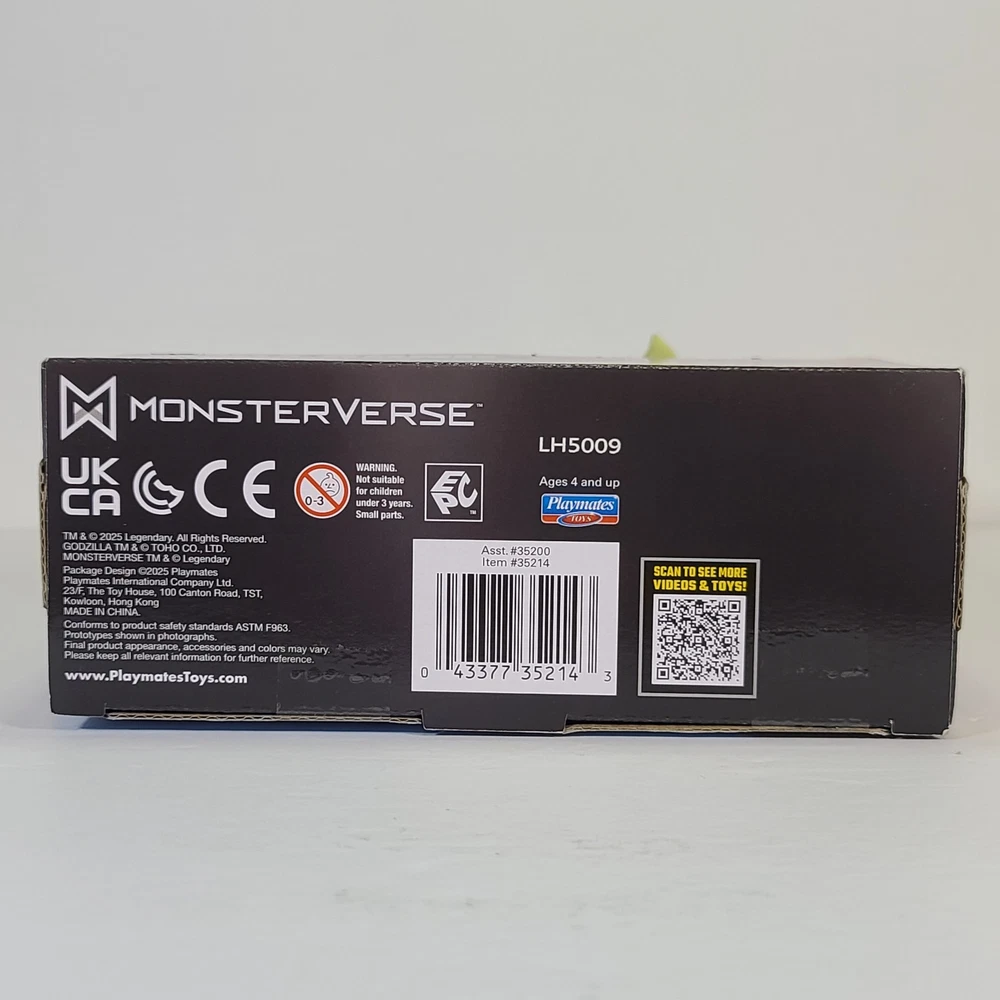 MONSTERVERSE™
LH5009
UK
CA
CE
0-3
WARNING.
Not suitable
for children
under 3 years.
Small parts.
EPC™
Ages 4 and up
Playmates
TOYS
TM & © 2025 Legendary. All Rights Reserved.
GODZILLA TM & © TOHO CO., LTD.
MONSTERVERSE TM & © Legendary
Package Design ©2025 Playmates
Playmates International Company Ltd.
23/F, The Toy House, 100 Canton Road, TST,
Kowloon, Hong Kong
MADE IN CHINA.
Conforms to product safety standards ASTM F963.
Prototypes shown in photographs.
Final product appearance, accessories and colors may vary.
Please keep all relevant information for further reference.
www.PlaymatesToys.com
Asst. #35200
Item #35214
0 43377 35214 3
SCAN TO SEE MORE
VIDEOS & TOYS!